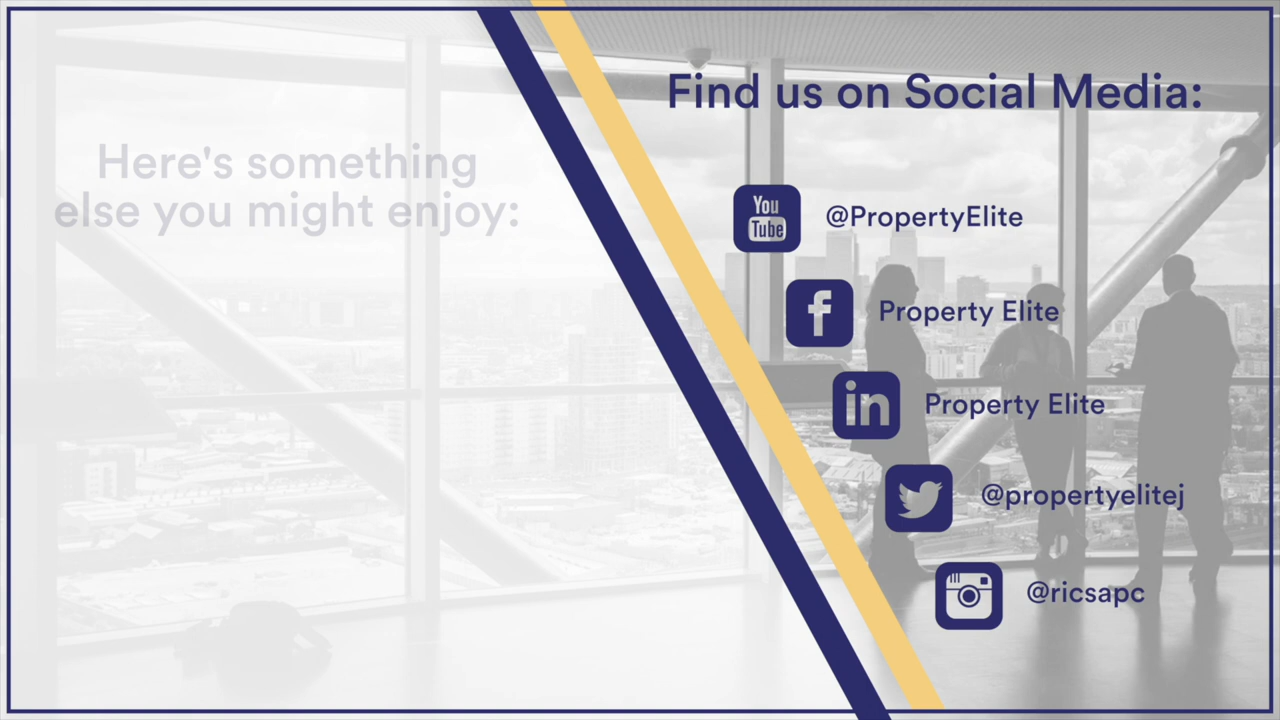 Here's something
else you might enjoy:
Find us on Social Media:
You
Tube
@PropertyElite
f
Property Elite
in
Property Elite
@propertyelitej
@ricsapc